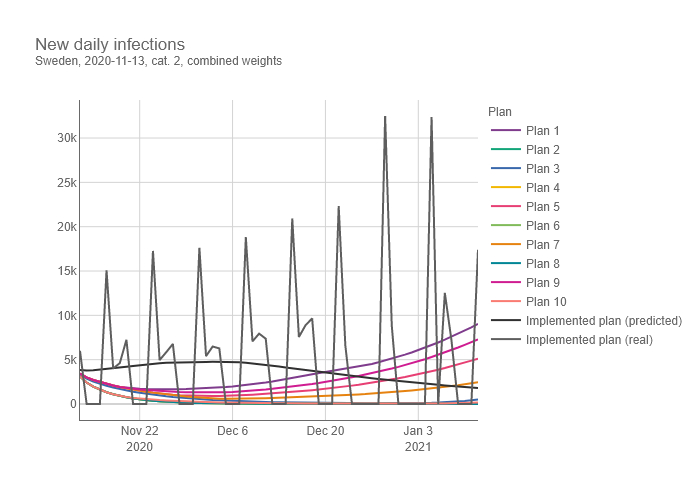 New daily infections
Sweden, 2020-11-13, cat. 2, combined weights
Plan
30k
25k
20k
15k
10k
5k
0
Nov 22
2020
Dec 6
Dec 20
Jan 3
2021
Plan 1
Plan 2
Plan 3
Plan 4
Plan 5
Plan 6
Plan 7
Plan 8
Plan 9
Plan 10
Implemented plan (predicted)
Implemented plan (real)